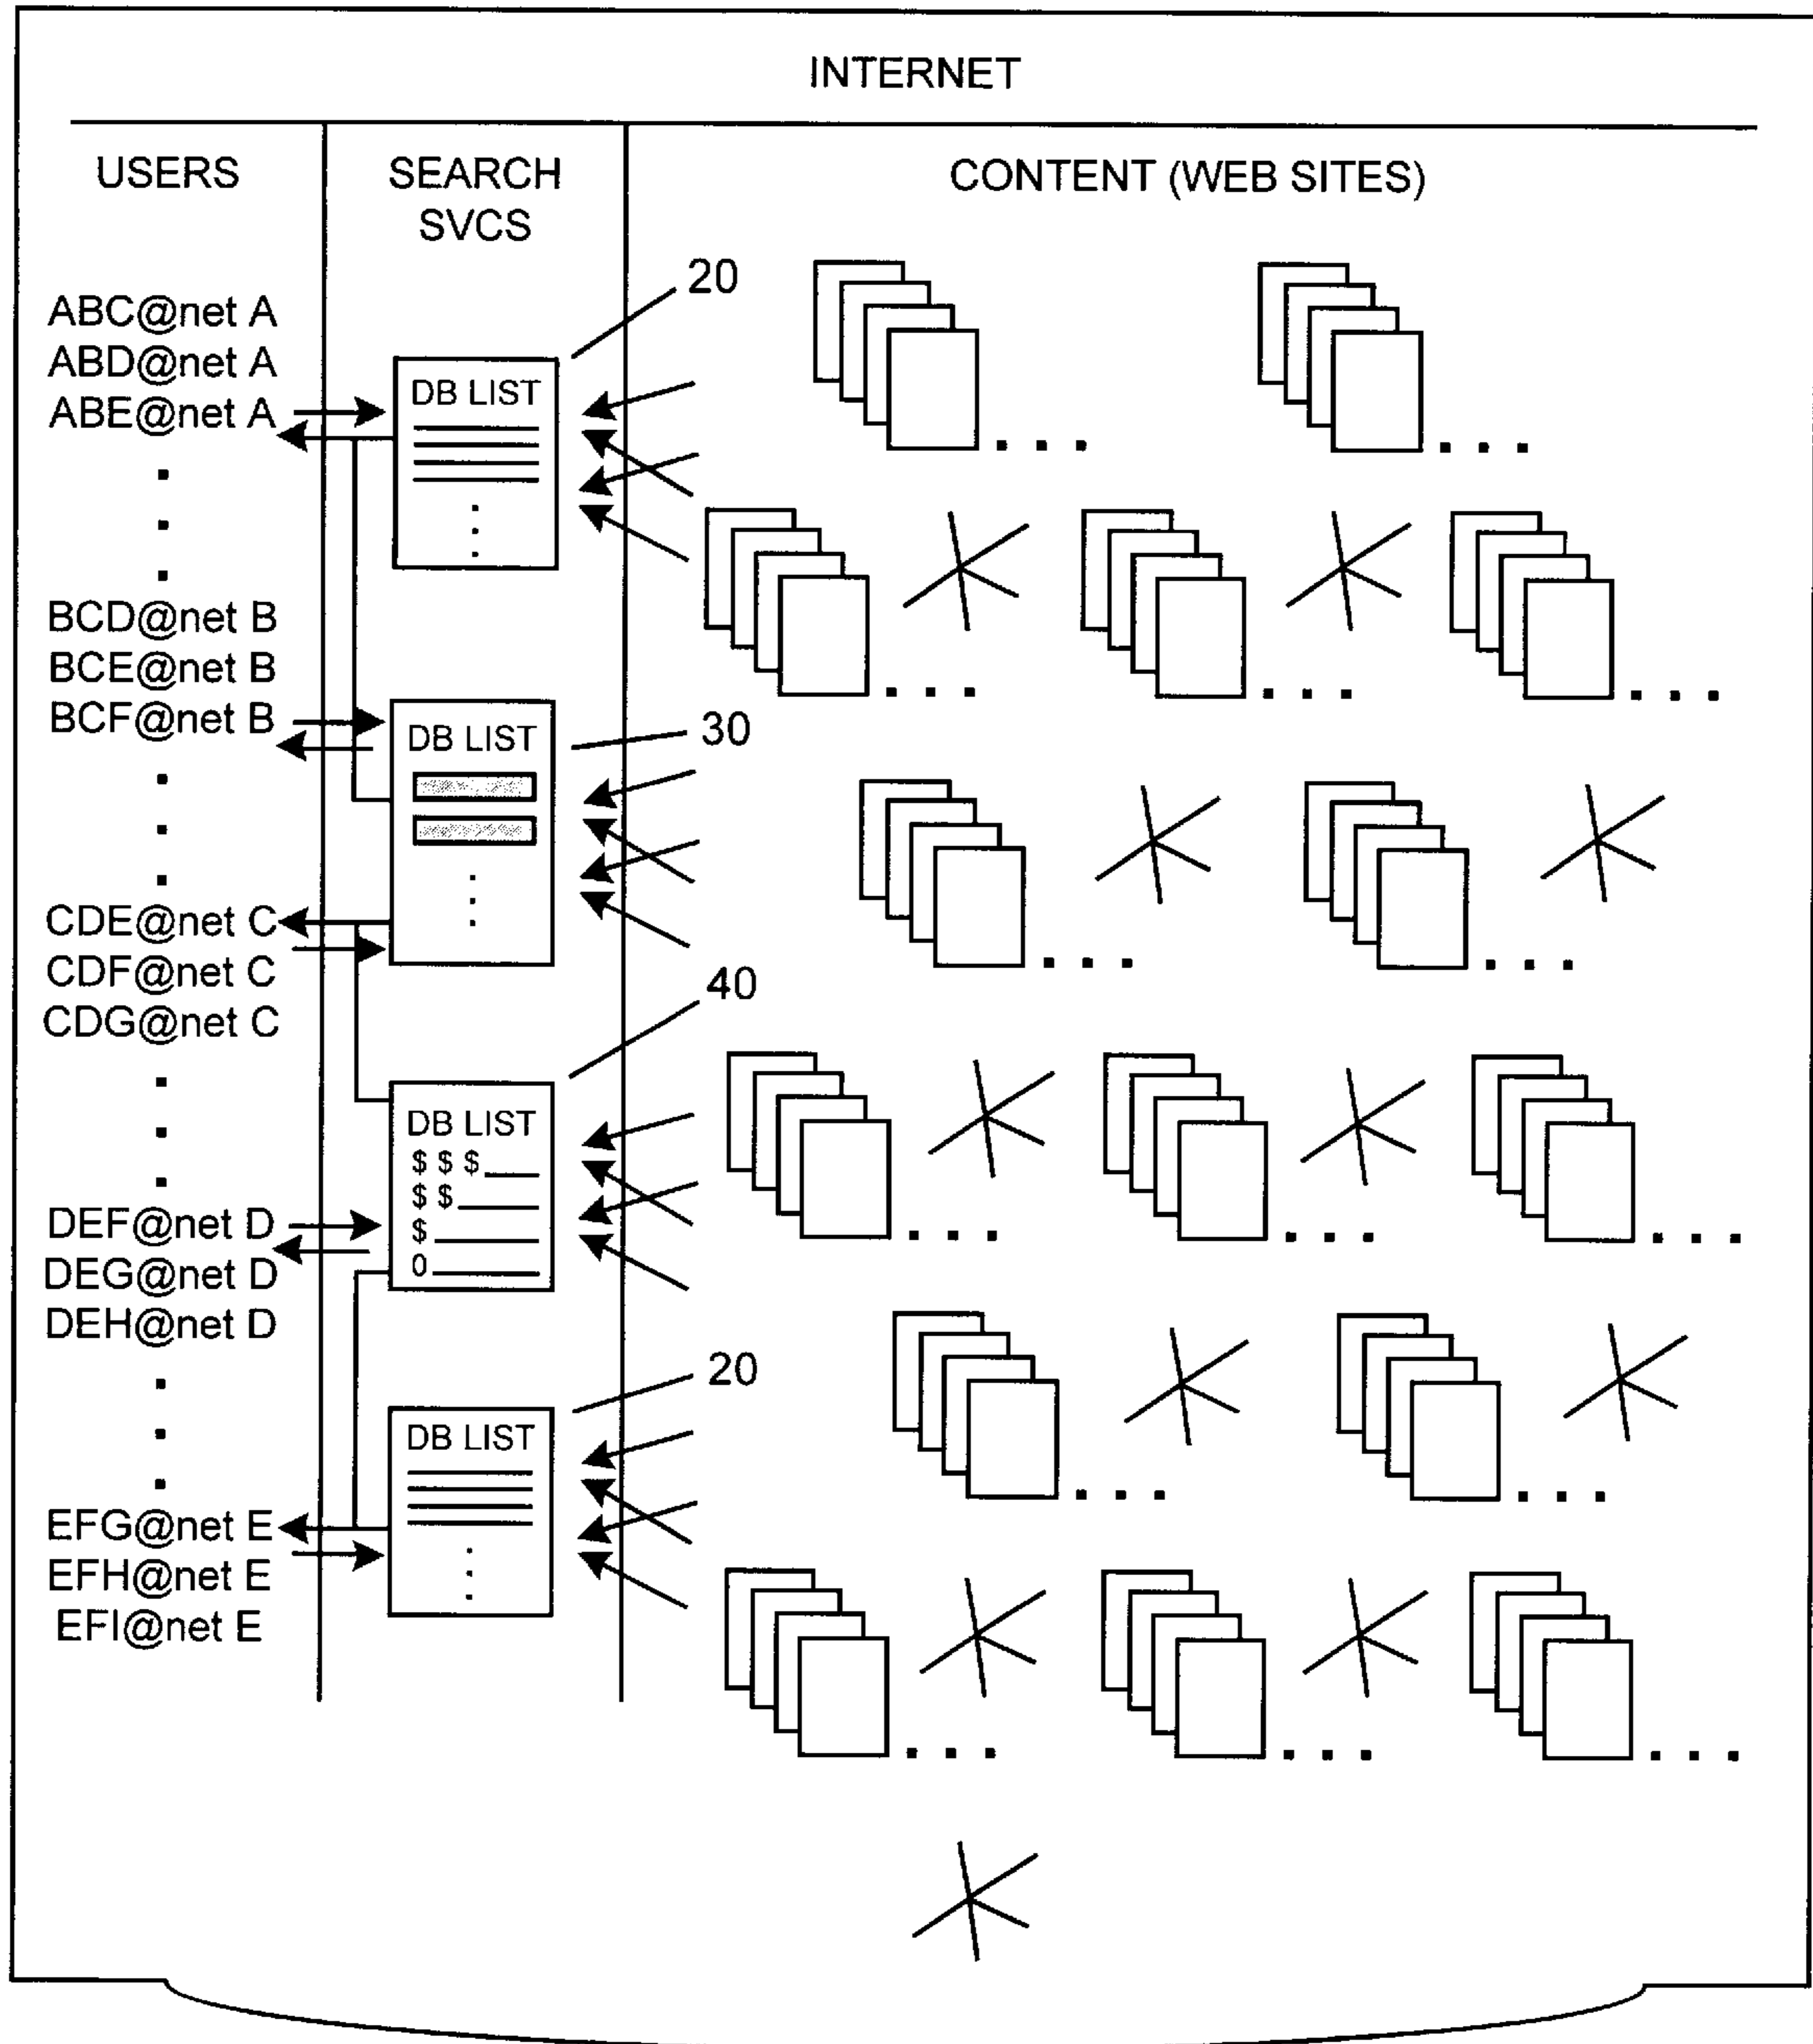 INTERNET
USERS
SEARCH
SVCS
CONTENT (WEB SITES)
ABC@net A
ABD@net A
ABE@net A
BCD@net B
BCE@net B
BCF@net B
CDE@net C
CDF@net C
CDG@net C
DEF@net D
DEG@net D
DEH@net D
EFG@net E
EFH@net E
EFI@net E
20
DB LIST
30
DB LIST
40
DB LIST
$ $ $
$ $
$
0
20
DB LIST